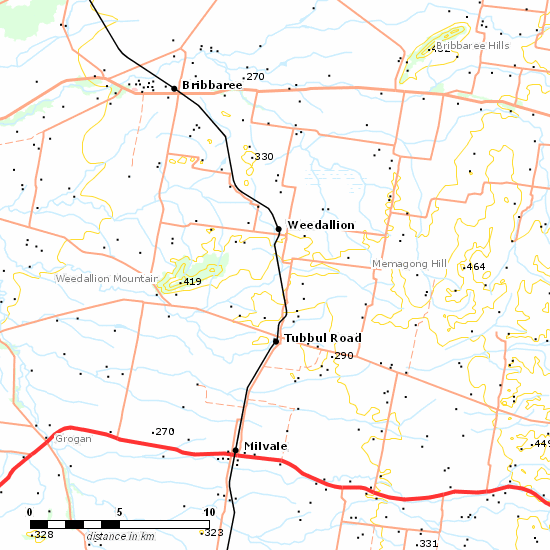 Bribbaree Hills
270
Bribbaree
330
Weedallion
Memagong Hill
464
Weedallion Mountain
419
Tubbul Road
290
270
Grogan
Milvale
449
0
5
10
distance in km
328
323
331